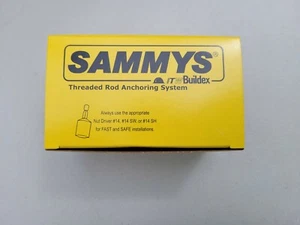 SAMMYS
ITW Buildex
Threaded Rod Anchoring System
Always use the appropriate
Nut Driver #14, #14 SW, or #14 SH
for FAST and SAFE installations.